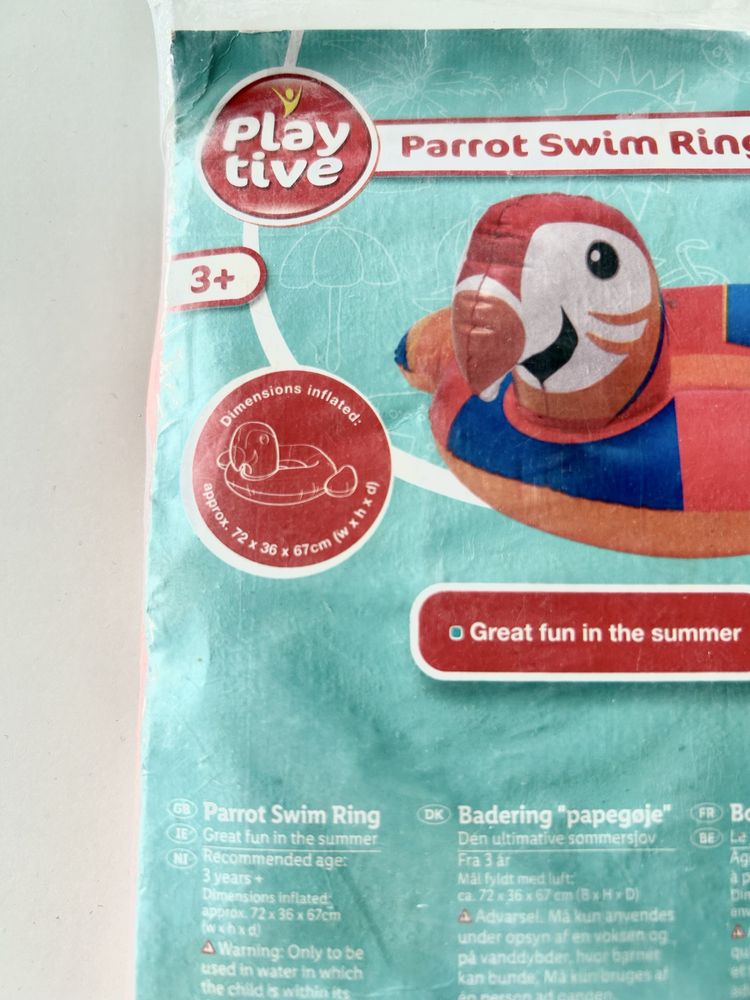 Play
tive
Parrot Swim Ring
3+
Dimensions inflated:
approx. 72 x 36 x 67cm (w x h x d)
Great fun in the summer
GB Parrot Swim Ring
IE Great fun in the summer
NI Recommended age:
3 years +
Dimensions inflated:
approx. 72 x 36 x 67cm
(w x h x d)
Warning: Only to be
used in water in which
the child is within its
DK Badering "papegøje"
Den ultimative sommersjov
Fra 3 år
Mål fyldt med luft:
ca. 72 x 36 x 67 cm (B x H x D)
Advarsel. Må kun anvendes
under opsyn af en voksen og
på vanddybder, hvor barnet
kan bunde. Må kun bruges af
én person ad gangen
FR
BE